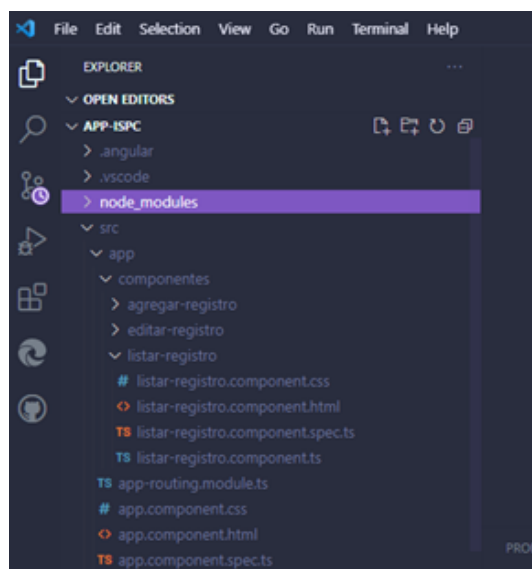 File Edit Selection View Go Run Terminal Help
EXPLORER
OPEN EDITORS
APP-ISPC
.angular
.vscode
node_modules
src
app
componentes
agregar-registro
editar-registro
listar-registro
# listar-registro.component.css
<> listar-registro.component.html
TS listar-registro.component.spec.ts
TS listar-registro.component.ts
TS app-routing.module.ts
# app.component.css
<> app.component.html
TS app.component.spec.ts
PRO